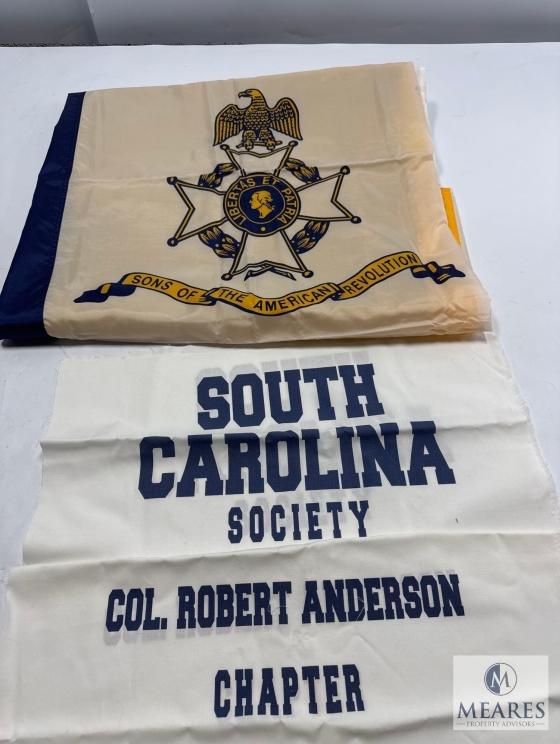 LIBERTAS ET PATRIA
SONS OF THE AMERICAN REVOLUTION
SOUTH
CAROLINA
SOCIETY
COL. ROBERT ANDERSON
CHAPTER
M
MEARES
PROPERTY ADVISORS